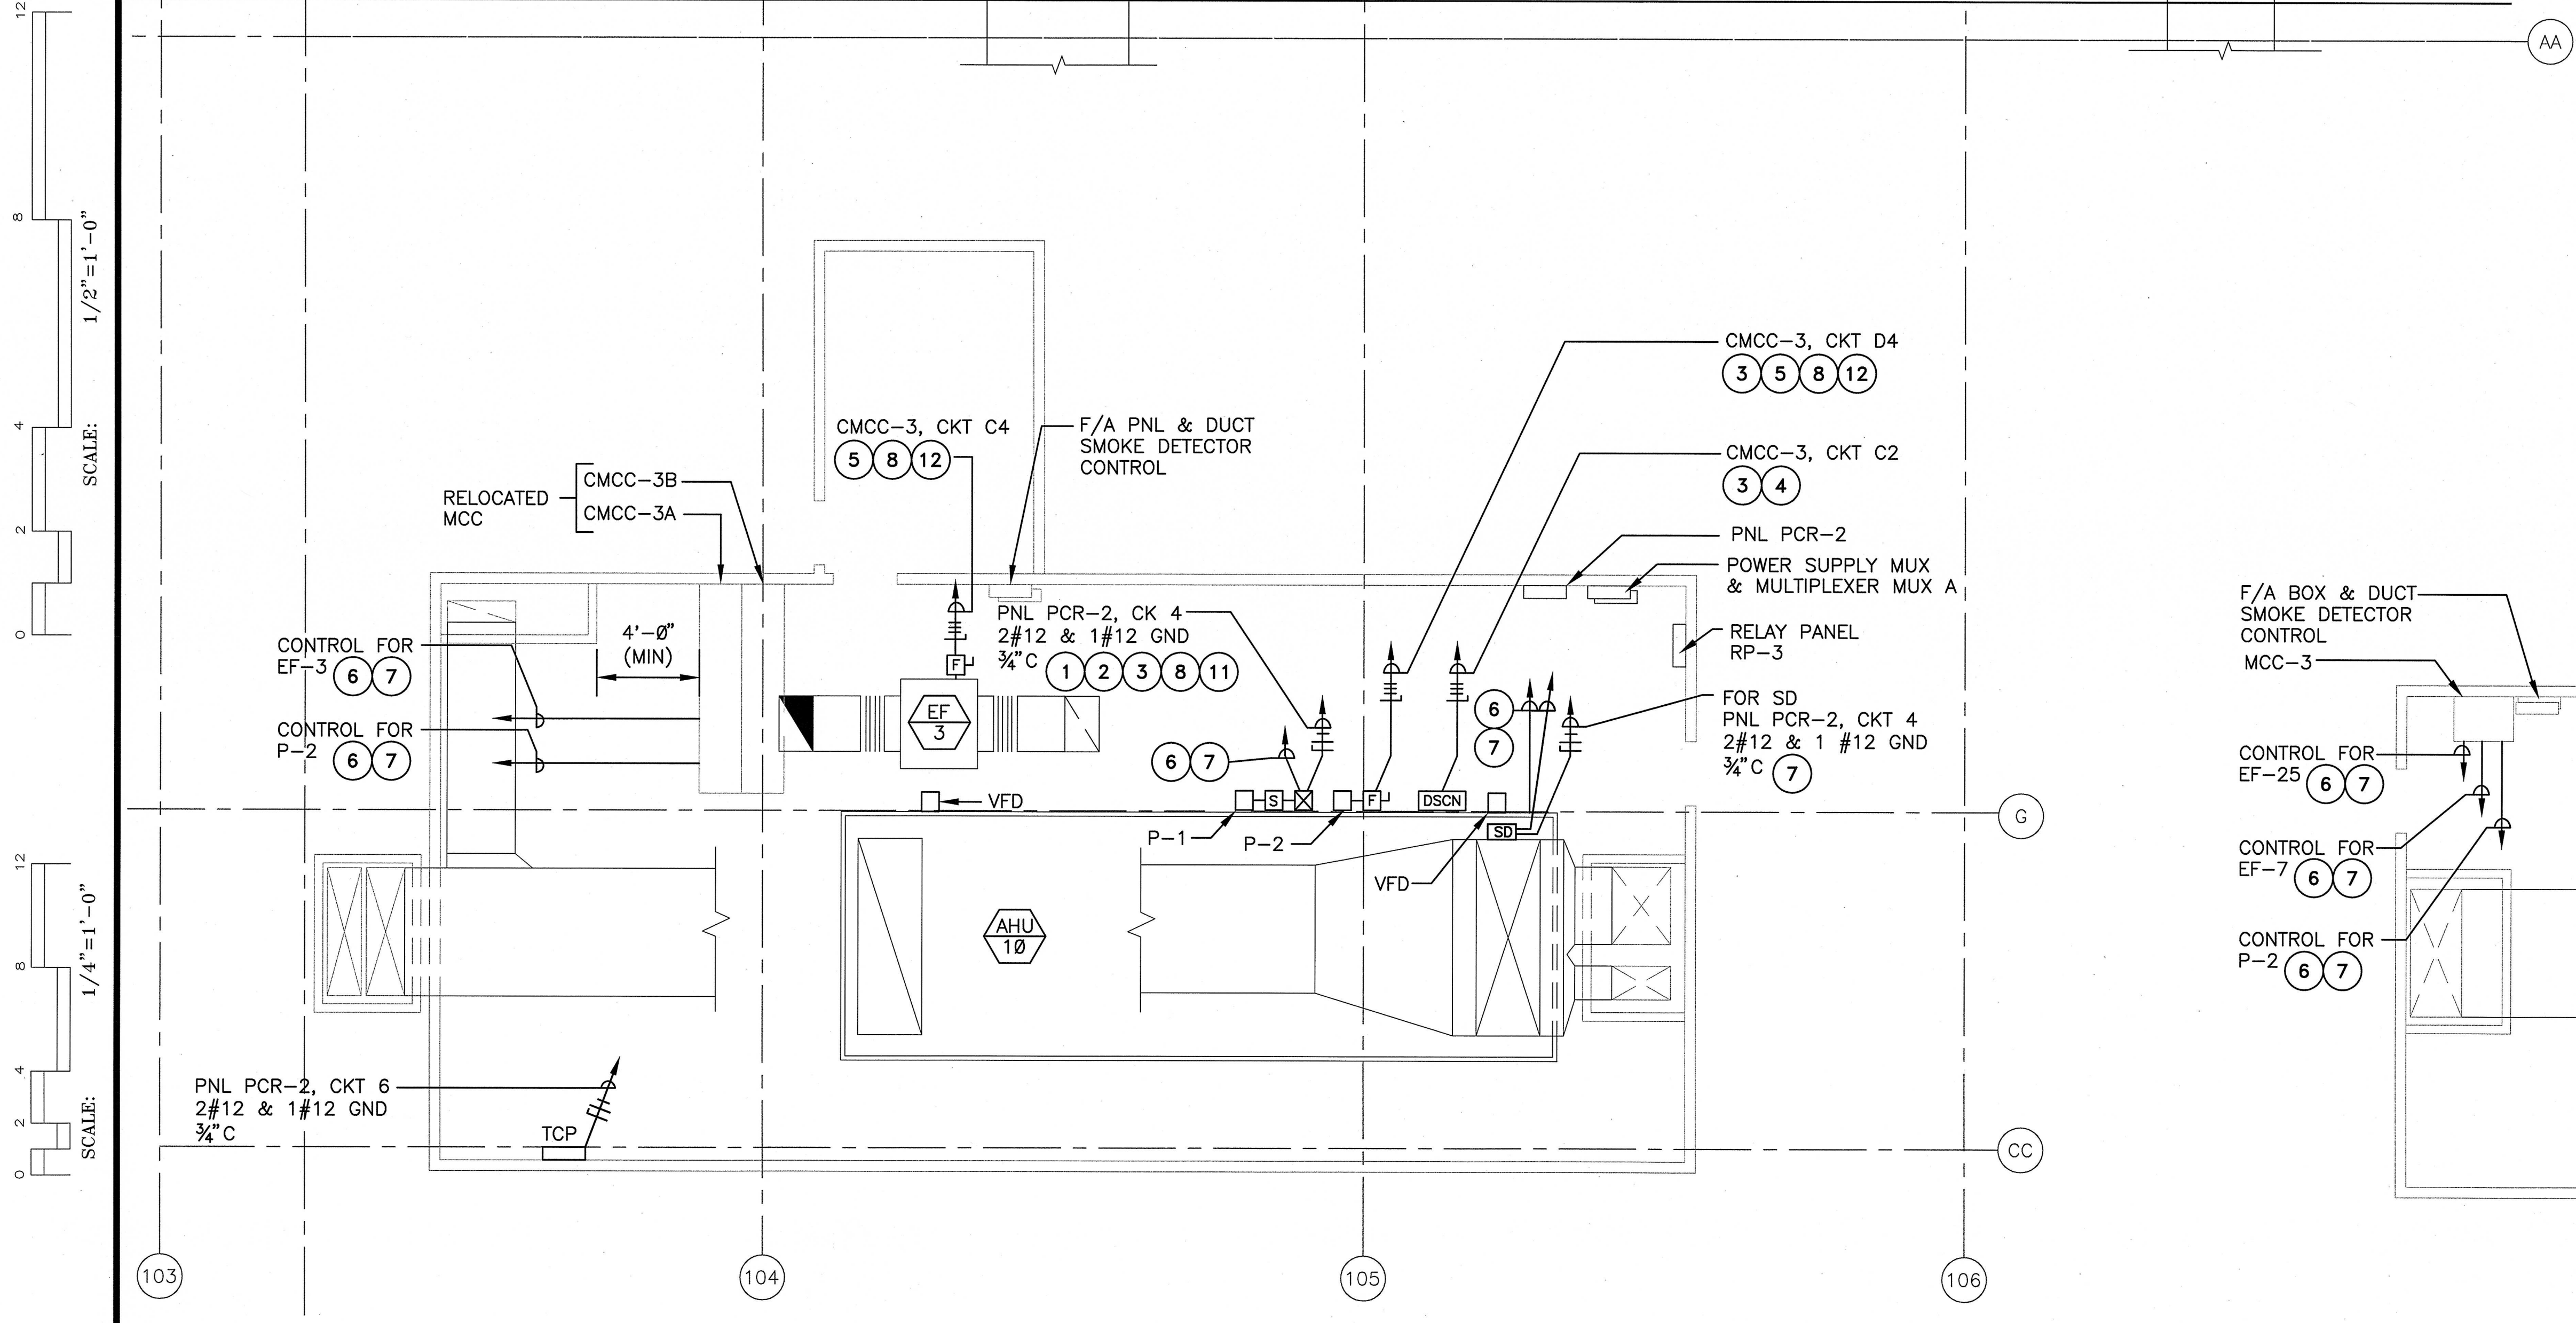 12
8
4
2
0
SCALE: 1/2"=1'-0"
12
8
4
2
0
SCALE: 1/4"=1'-0"
AA
CMCC-3, CKT D4
3 5 8 12
CMCC-3, CKT C4
5 8 12
F/A PNL & DUCT
SMOKE DETECTOR
CONTROL
CMCC-3, CKT C2
3 4
RELOCATED
MCC
CMCC-3B
CMCC-3A
PNL PCR-2
POWER SUPPLY MUX
& MULTIPLEXER MUX A
RELAY PANEL
RP-3
F/A BOX & DUCT
SMOKE DETECTOR
CONTROL
MCC-3
CONTROL FOR
EF-3 6 7
4'-Ø"
(MIN)
F
PNL PCR-2, CK 4
2#12 & 1#12 GND
¾"C 1 2 3 8 11
CONTROL FOR
P-2 6 7
EF
3
6 7
6
7
FOR SD
PNL PCR-2, CKT 4
2#12 & 1 #12 GND
¾"C 7
CONTROL FOR
EF-25 6 7
VFD
S
F
DSCN
SD
G
P-1
P-2
VFD
CONTROL FOR
EF-7 6 7
AHU
1Ø
CONTROL FOR
P-2 6 7
PNL PCR-2, CKT 6
2#12 & 1#12 GND
¾"C
TCP
CC
103
104
105
106